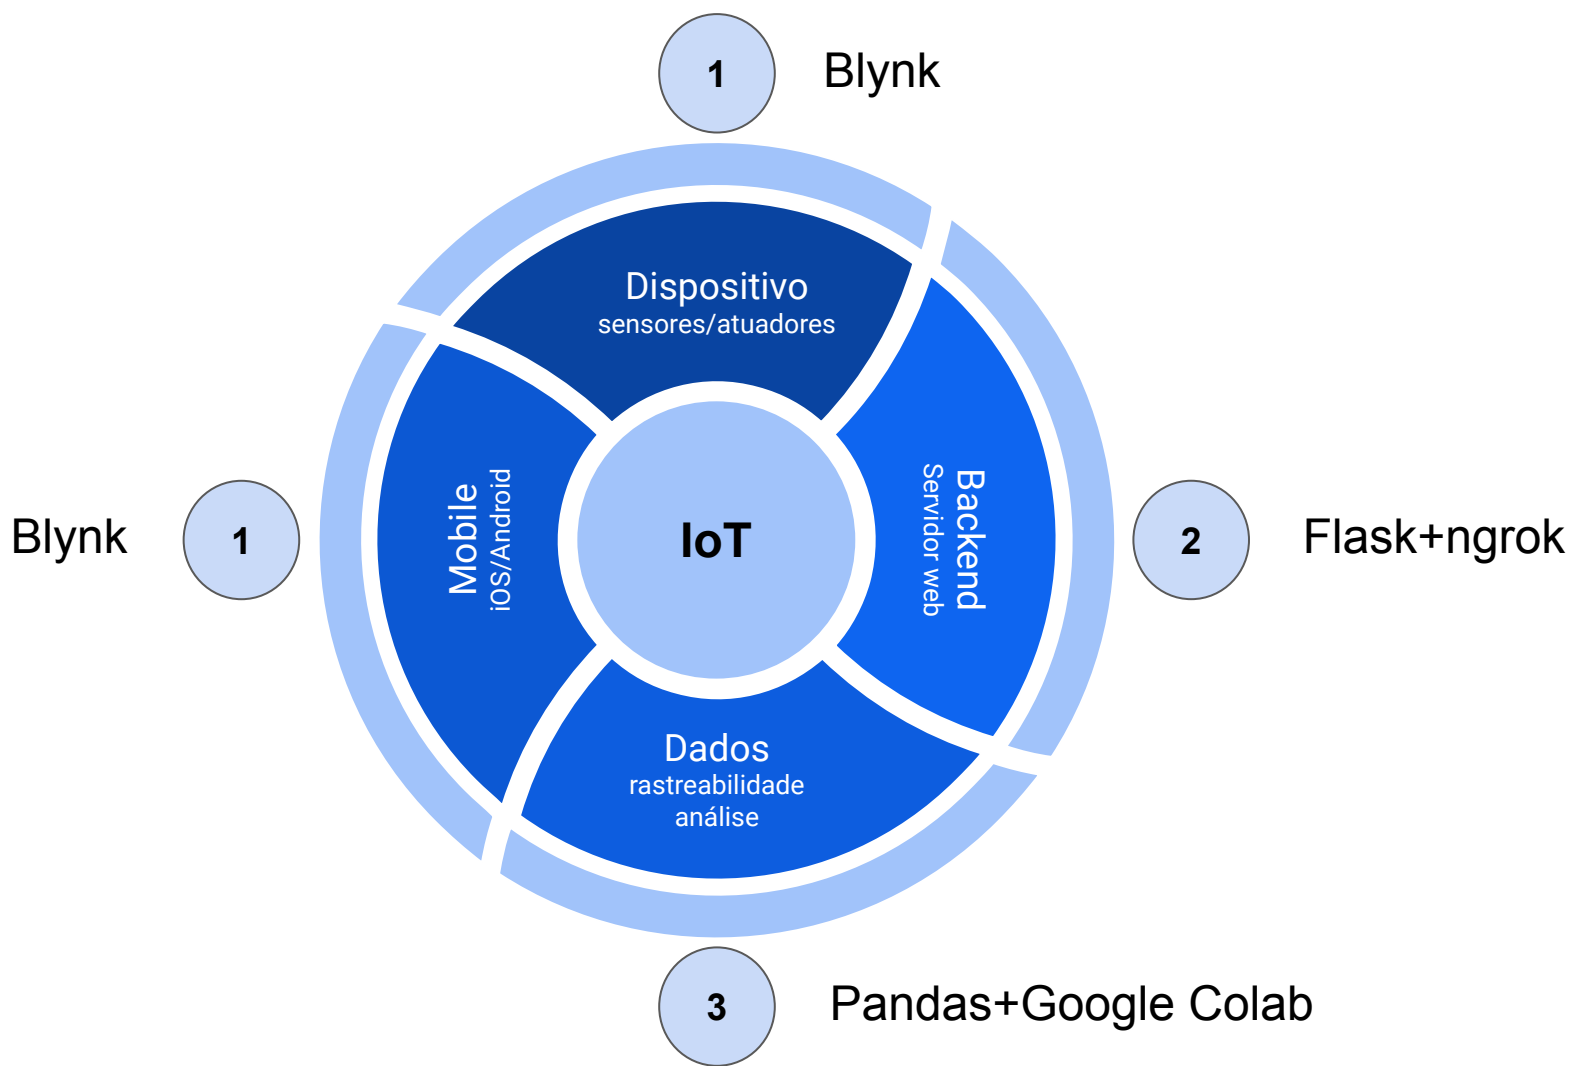 1
Blynk
Dispositivo
sensores/atuadores
Blynk
1
Mobile
iOS/Android
IoT
Backend
Servidor web
2
Flask+ngrok
Dados
rastreabilidade
análise
3
Pandas+Google Colab